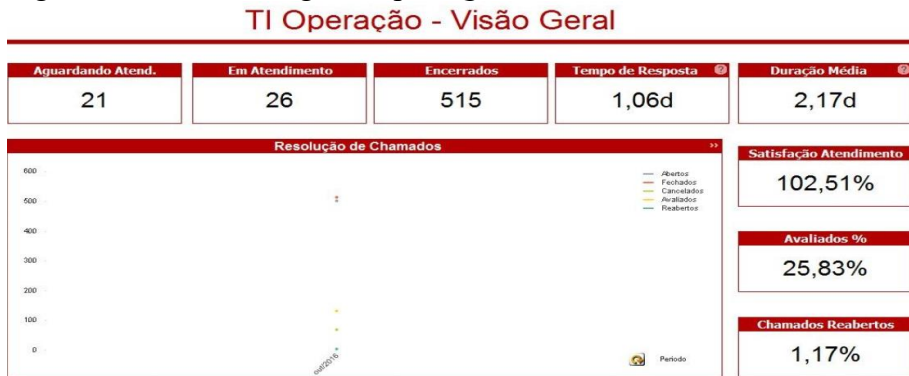 TI Operação - Visão Geral
Aguardando Atend.
21
Em Atendimento
26
Encerrados
515
Tempo de Resposta
1,06d
Duração Média
2,17d
Resolução de Chamados
600
500
400
300
200
100
0
out/2016
Abertos
Fechados
Cancelados
Avaliados
Reabertos
Período
Satisfação Atendimento
102,51%
Avaliados %
25,83%
Chamados Reabertos
1,17%